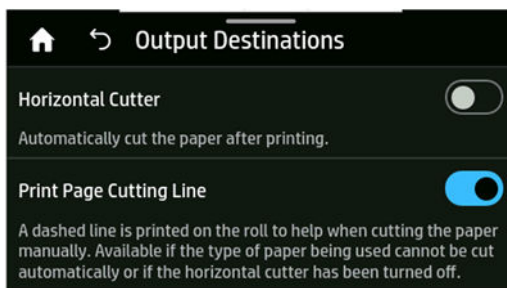 Output Destinations
Horizontal Cutter
Automatically cut the paper after printing.
Print Page Cutting Line
A dashed line is printed on the roll to help when cutting the paper
manually. Available if the type of paper being used cannot be cut
automatically or if the horizontal cutter has been turned off.